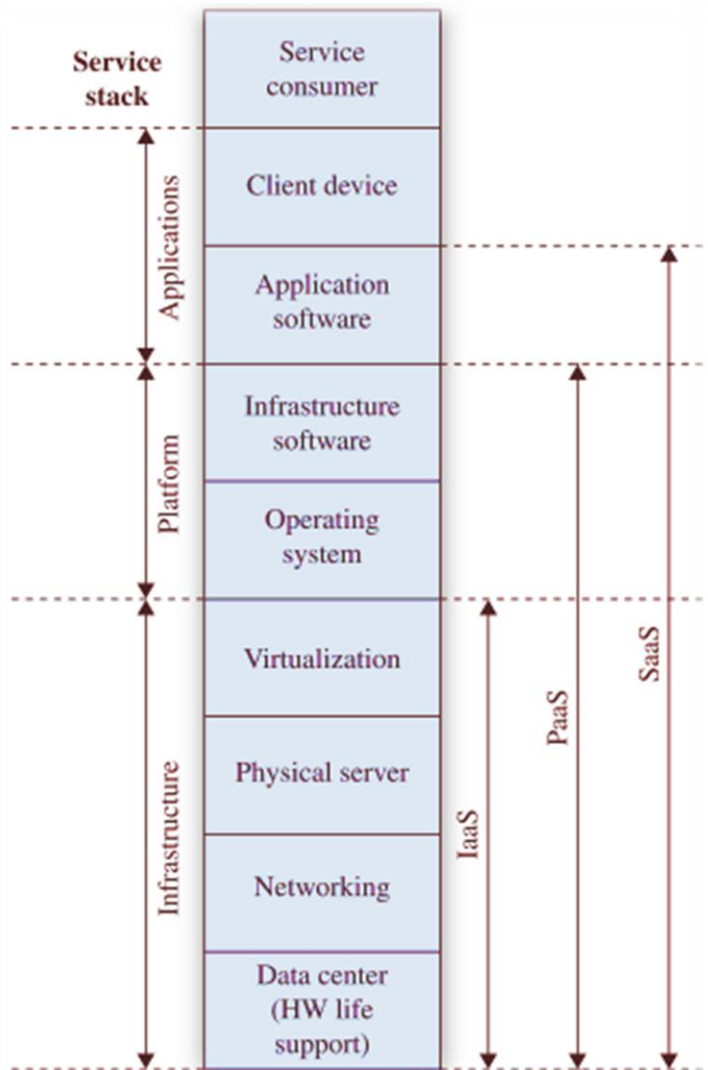 Service
stack
Service
consumer
Client device
Applications
Application
software
Infrastructure
software
Platform
Operating
system
Virtualization
SaaS
PaaS
Physical server
IaaS
Infrastructure
Networking
Data center
(HW life
support)